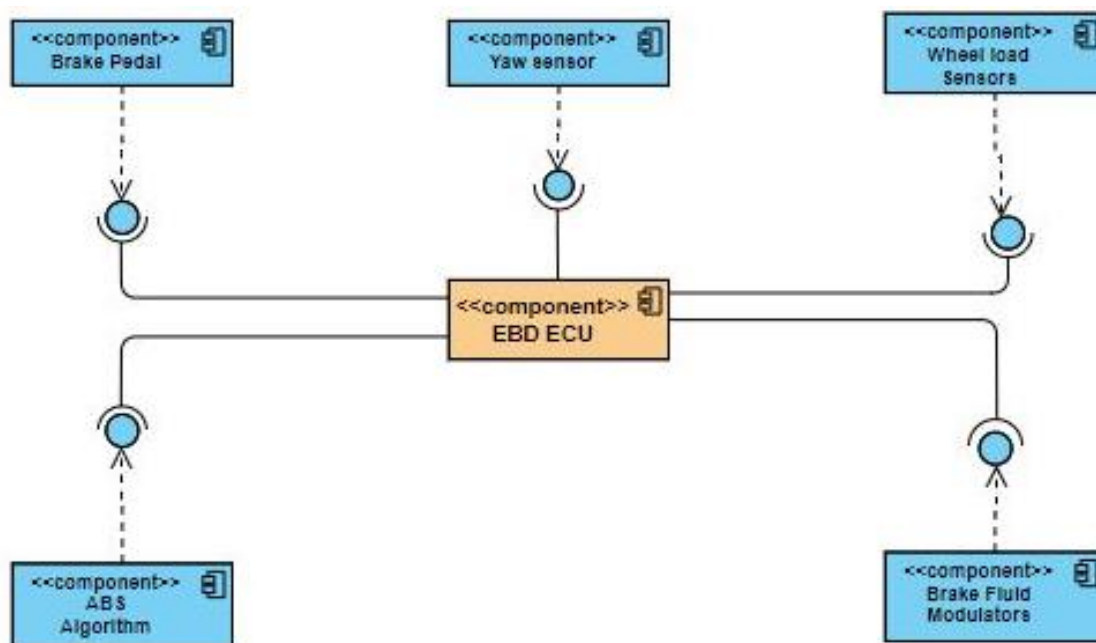 <<component>>
Brake Pedal
<<component>>
Yaw sensor
<<component>>
Wheel load
Sensors
<<component>>
EBD ECU
<<component>>
ABS
Algorithm
<<component>>
Brake Fluid
Modulators